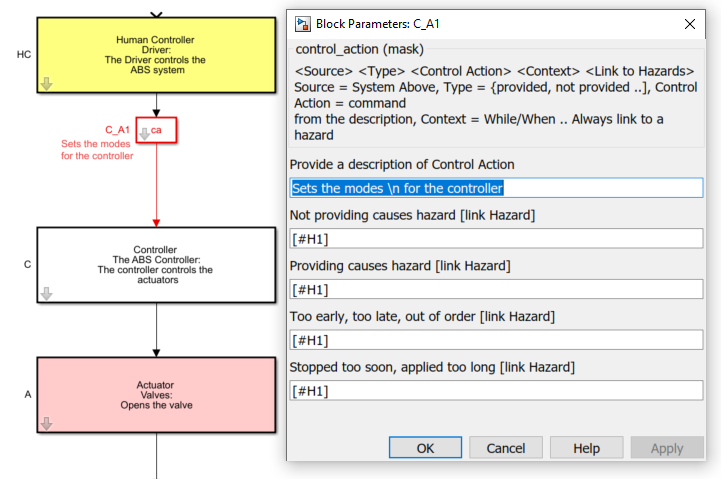 HC
Human Controller
Driver:
The Driver controls the
ABS system
C_A1
ca
Sets the modes
for the controller
C
Controller
The ABS Controller:
The controller controls the
actuators
A
Actuator
Valves:
Opens the valve
Block Parameters: C_A1
control_action (mask)
<Source> <Type> <Control Action> <Context> <Link to Hazards>
Source = System Above, Type = {provided, not provided ..], Control
Action = command
from the description, Context = While/When .. Always link to a
hazard
Provide a description of Control Action
Sets the modes \n for the controller
Not providing causes hazard [link Hazard]
[#H1]
Providing causes hazard [link Hazard]
[#H1]
Too early, too late, out of order [link Hazard]
[#H1]
Stopped too soon, applied too long [link Hazard]
[#H1]
OK
Cancel
Help
Apply